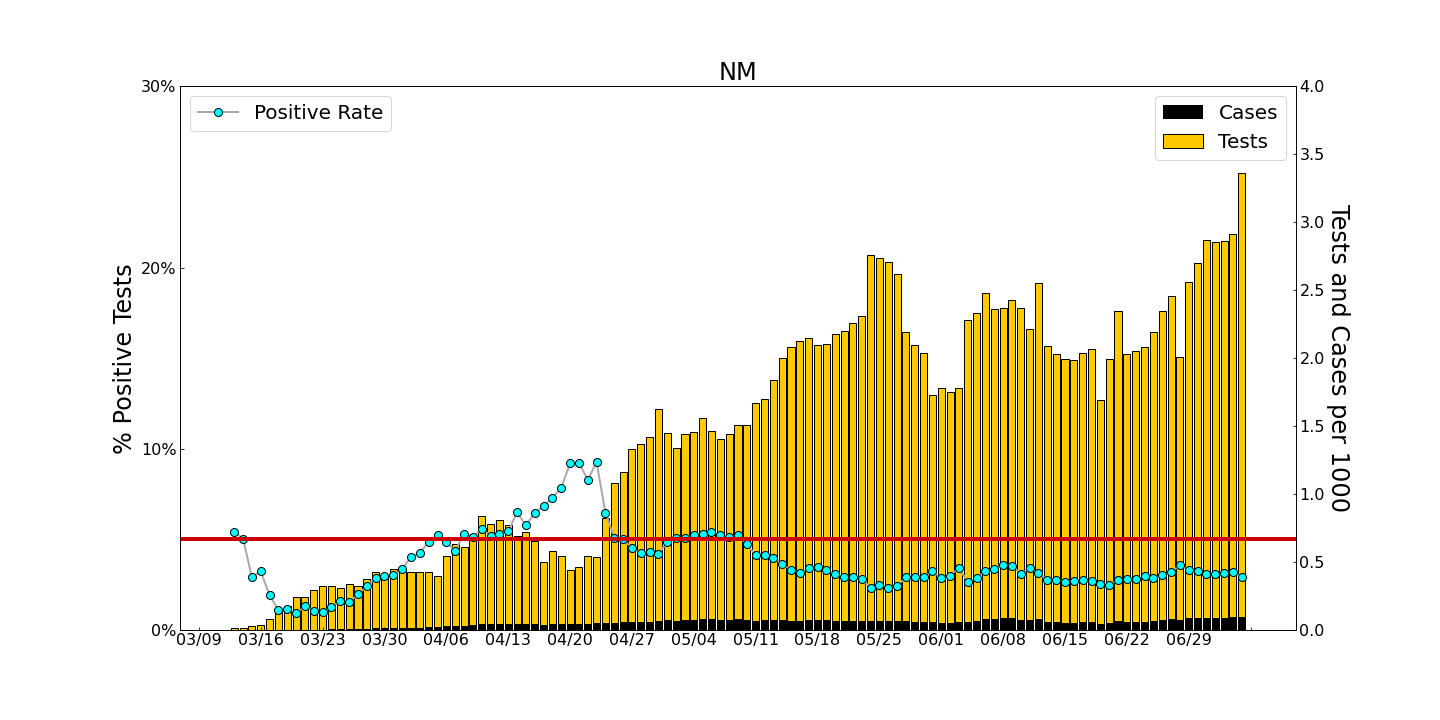 NM
30%
20%
10%
0%
% Positive Tests
Positive Rate
Cases
Tests
4.0
3.5
3.0
2.5
2.0
1.5
1.0
0.5
0.0
Tests and Cases per 1000
03/09 03/16 03/23 03/30 04/06 04/13 04/20 04/27 05/04 05/11 05/18 05/25 06/01 06/08 06/15 06/22 06/29